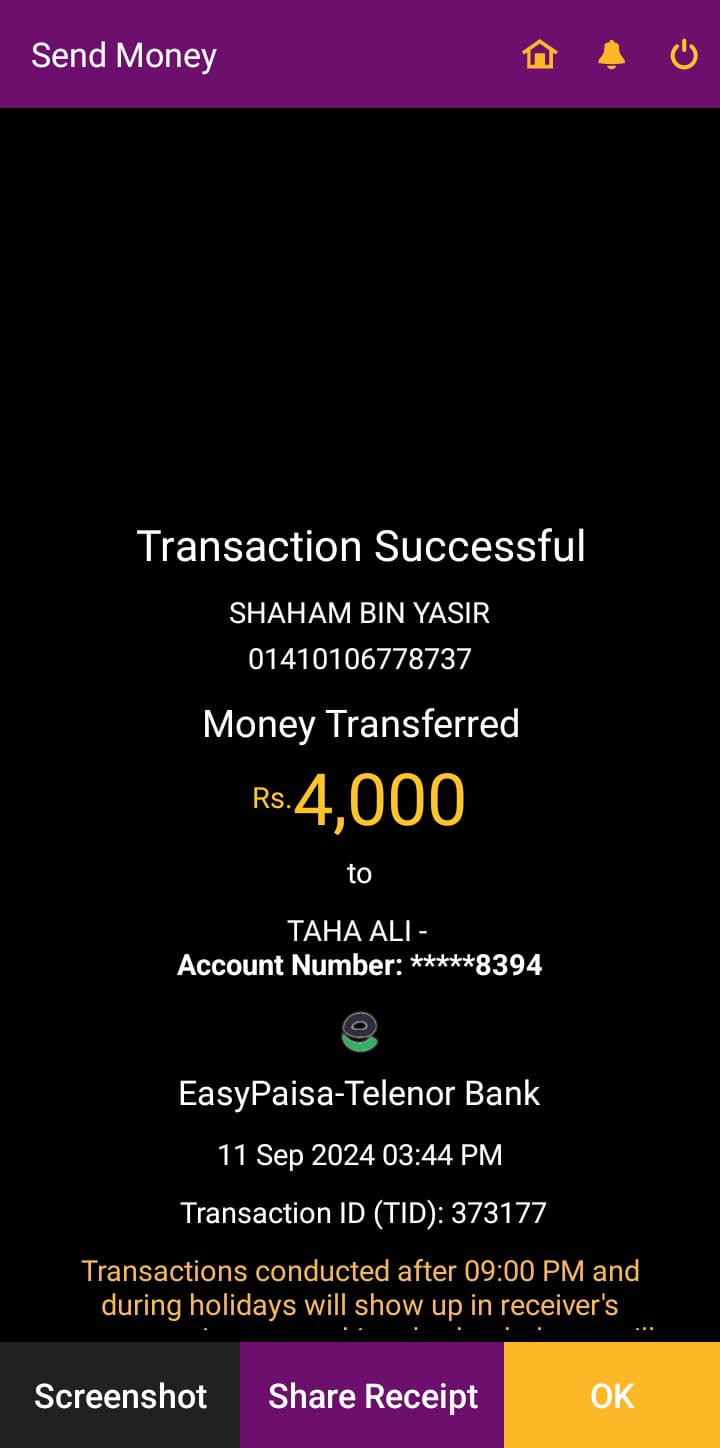 Send Money
Transaction Successful
SHAHAM BIN YASIR
01410106778737
Money Transferred
Rs.4,000
to
TAHA ALI -
Account Number: *****8394
EasyPaisa-Telenor Bank
11 Sep 2024 03:44 PM
Transaction ID (TID): 373177
Transactions conducted after 09:00 PM and
during holidays will show up in receiver's
Screenshot
Share Receipt
OK